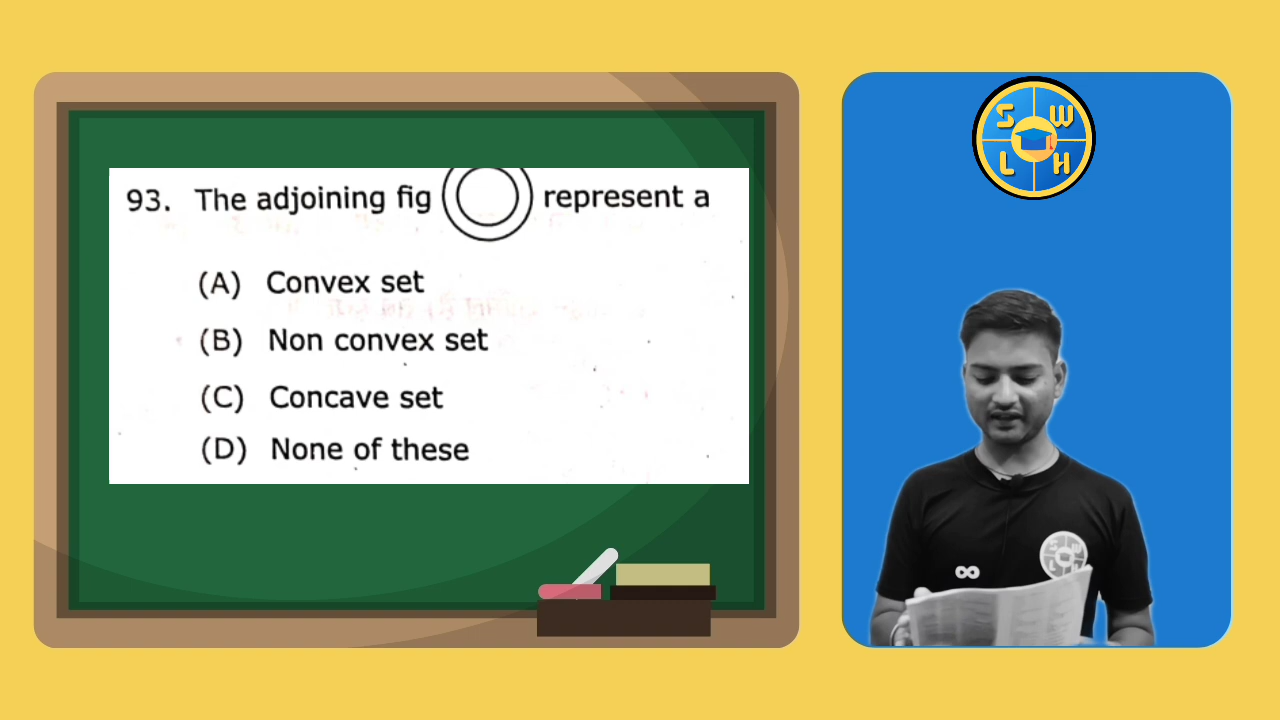 S W
L H
93. The adjoining fig represent a
(A) Convex set
(B) Non convex set
(C) Concave set
(D) None of these